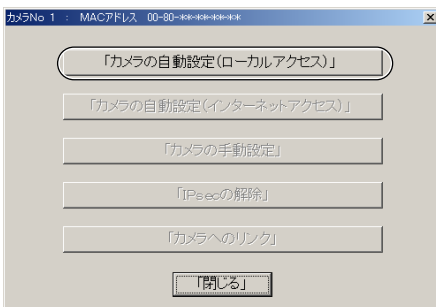 カメラNo 1 : MACアドレス 00-80-**-**-**-**
「カメラの自動設定(ローカルアクセス)」
「カメラの自動設定(インターネットアクセス)」
「カメラの手動設定」
「IPsecの解除」
「カメラへのリンク」
「閉じる」